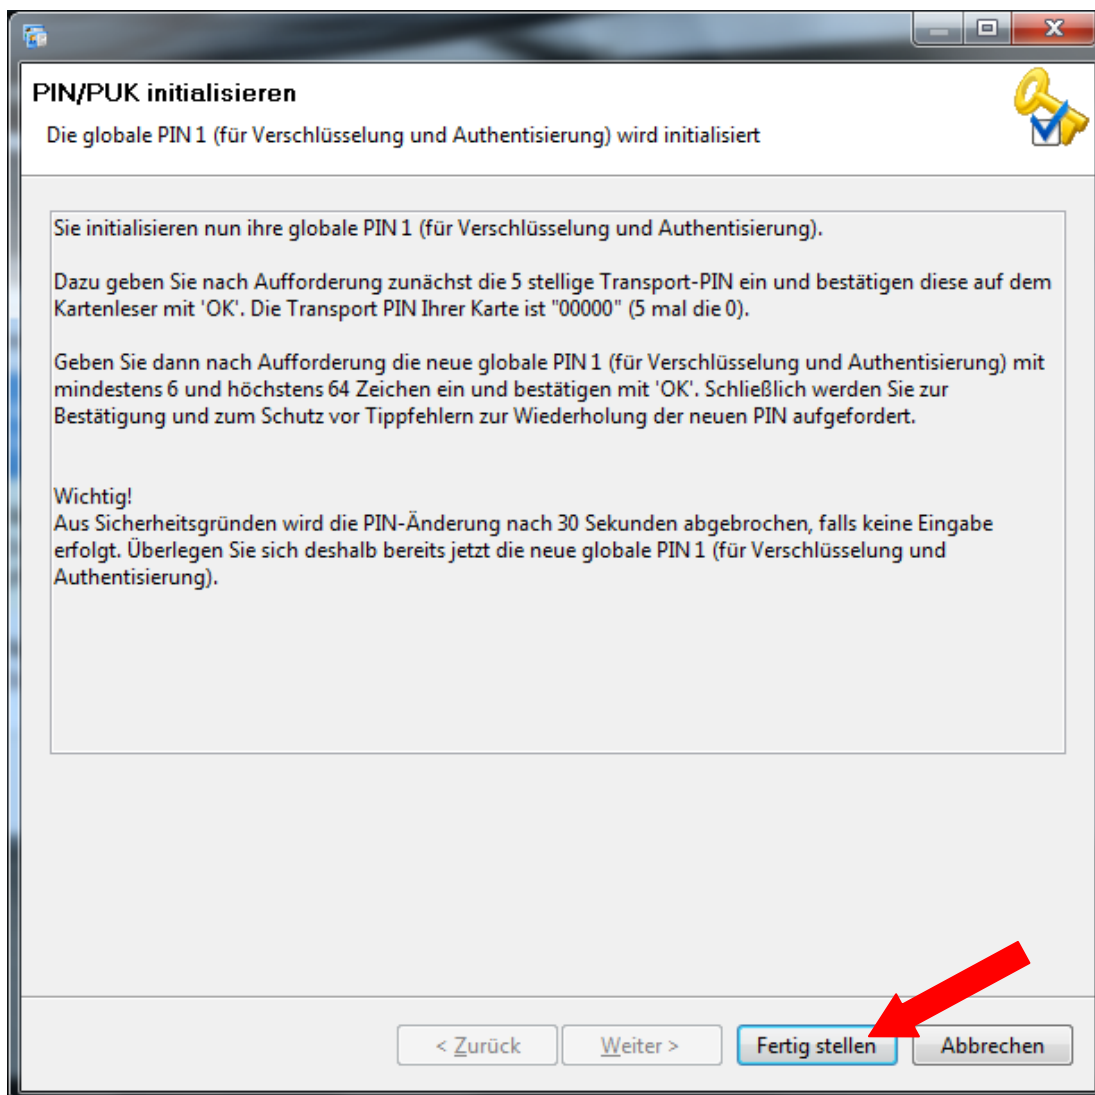 PIN/PUK initialisieren
Die globale PIN 1 (für Verschlüsselung und Authentisierung) wird initialisiert
Sie initialisieren nun ihre globale PIN 1 (für Verschlüsselung und Authentisierung).
Dazu geben Sie nach Aufforderung zunächst die 5 stellige Transport-PIN ein und bestätigen diese auf dem
Kartenleser mit 'OK'. Die Transport PIN Ihrer Karte ist "00000" (5 mal die 0).
Geben Sie dann nach Aufforderung die neue globale PIN 1 (für Verschlüsselung und Authentisierung) mit
mindestens 6 und höchstens 64 Zeichen ein und bestätigen mit 'OK'. Schließlich werden Sie zur
Bestätigung und zum Schutz vor Tippfehlern zur Wiederholung der neuen PIN aufgefordert.
Wichtig!
Aus Sicherheitsgründen wird die PIN-Änderung nach 30 Sekunden abgebrochen, falls keine Eingabe
erfolgt. Überlegen Sie sich deshalb bereits jetzt die neue globale PIN 1 (für Verschlüsselung und
Authentisierung).
< Zurück Weiter > Fertig stellen Abbrechen